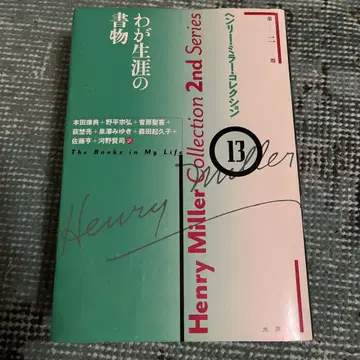 わが生涯の
書物
本田康典＋野平宗弘＋菅原聖喜＋
萩埜亮＋泉澤みゆき＋森田起久子＋
佐藤亨＋河野賢司 訳
The Books in My Life
Henry Miller
ヘンリー・ミラー・コレクション
第二期
13
Henry Miller Collection 2nd Series
水声社